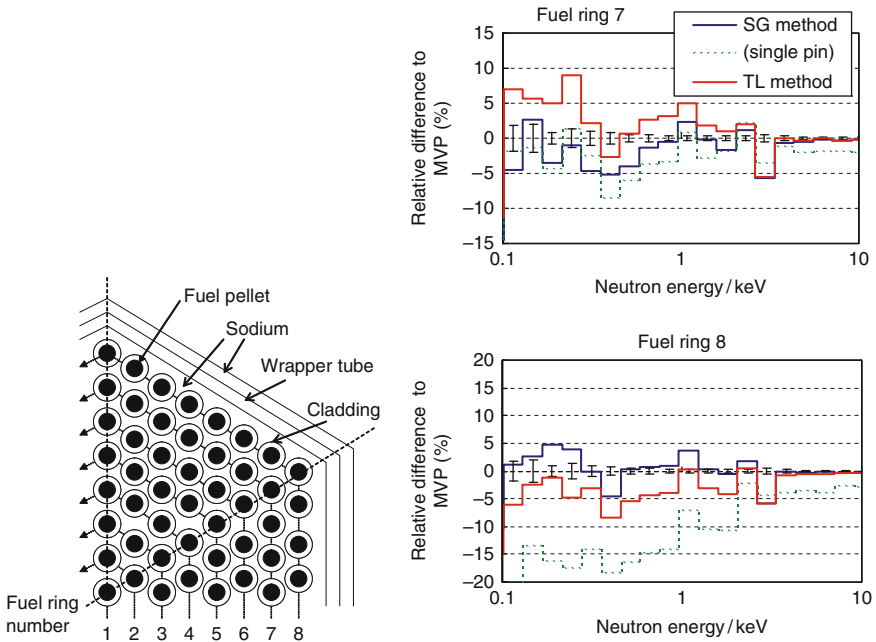 Fuel ring 7
SG method
(single pin)
TL method
Relative difference to
MVP (%)
15
10
5
0
−5
−10
−15
0.1
1
10
Neutron energy / keV
Fuel pellet
Sodium
Wrapper tube
Cladding
Fuel ring
number
1 2 3 4 5 6 7 8
Fuel ring 8
Relative difference to
MVP (%)
20
15
10
5
0
−5
−10
−15
−20
0.1
1
10
Neutron energy / keV